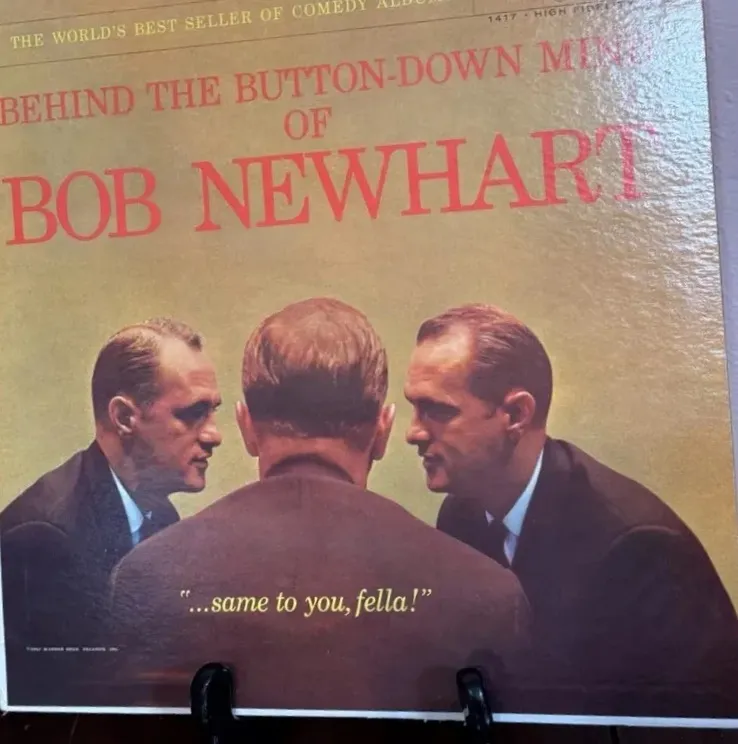 THE WORLD'S BEST SELLER OF COMEDY
1417 • HIGH
BEHIND THE BUTTON-DOWN MIND
OF
BOB NEWHART
"...same to you, fella!"